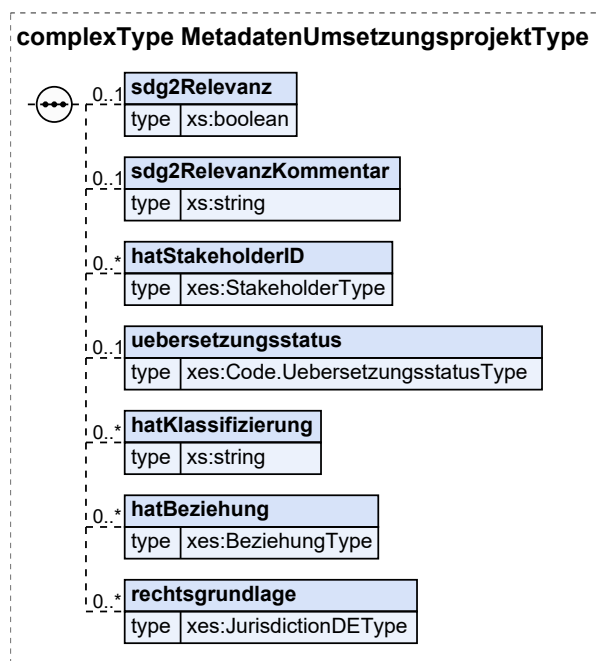 complexType MetadatenUmsetzungsprojektType
0..1 sdg2Relevanz
type xs:boolean
0..1 sdg2RelevanzKommentar
type xs:string
0..* hatStakeholderID
type xes:StakeholderType
0..1 uebersetzungsstatus
type xes:Code.UebersetzungsstatusType
0..* hatKlassifizierung
type xs:string
0..* hatBeziehung
type xes:BeziehungType
0..* rechtsgrundlage
type xes:JurisdictionDEType